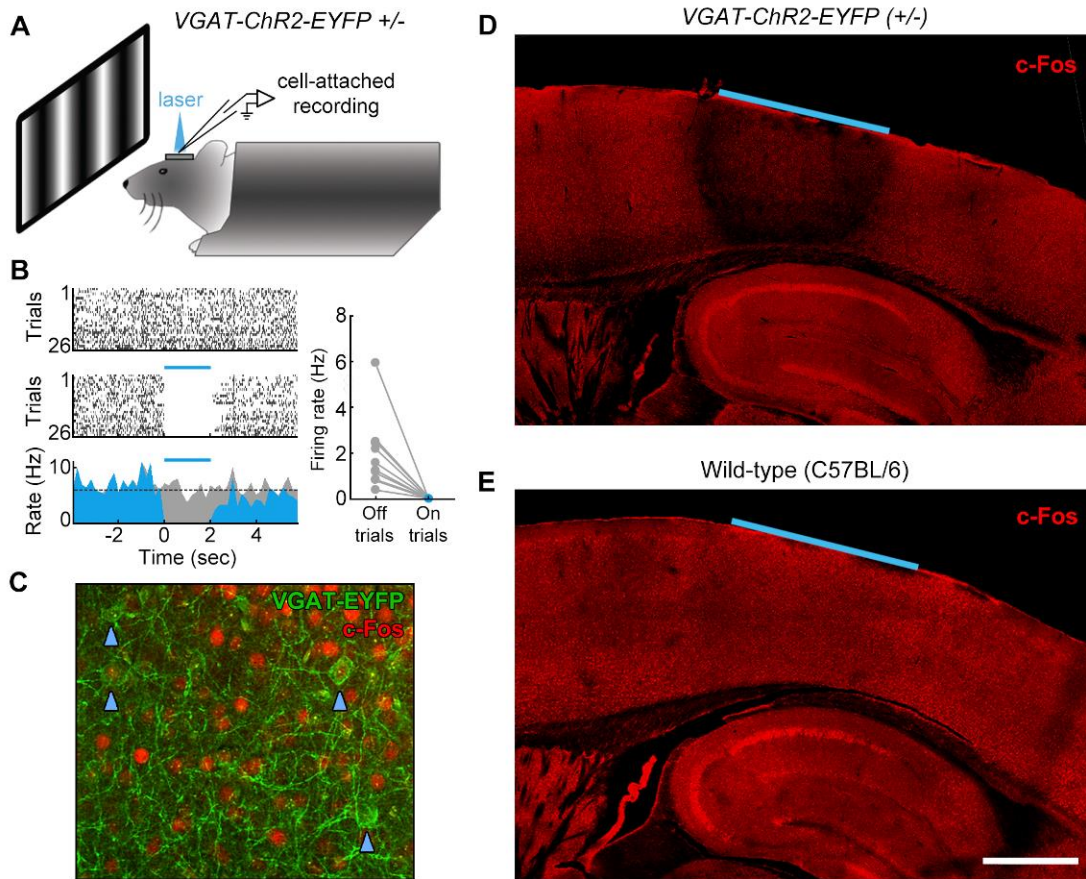 A
VGAT-ChR2-EYFP +/-
laser
cell-attached
recording
B
Trials
1
26
Trials
1
26
Rate (Hz)
10
0
-2
0
2
4
Time (sec)
Firing rate (Hz)
8
6
4
2
0
Off
trials
On
trials
C
VGAT-EYFP
c-Fos
D
VGAT-ChR2-EYFP (+/-)
c-Fos
E
Wild-type (C57BL/6)
c-Fos